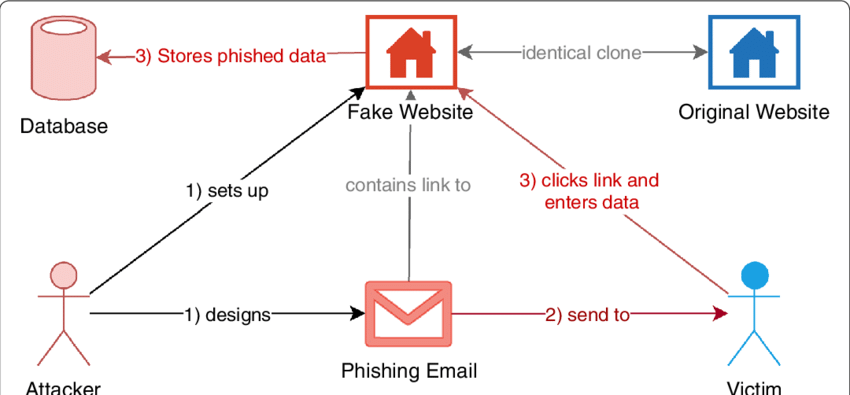 3) Stores phished data
identical clone
Database
Fake Website
Original Website
1) sets up
contains link to
3) clicks link and
enters data
1) designs
2) send to
Phishing Email
Attacker
Victim